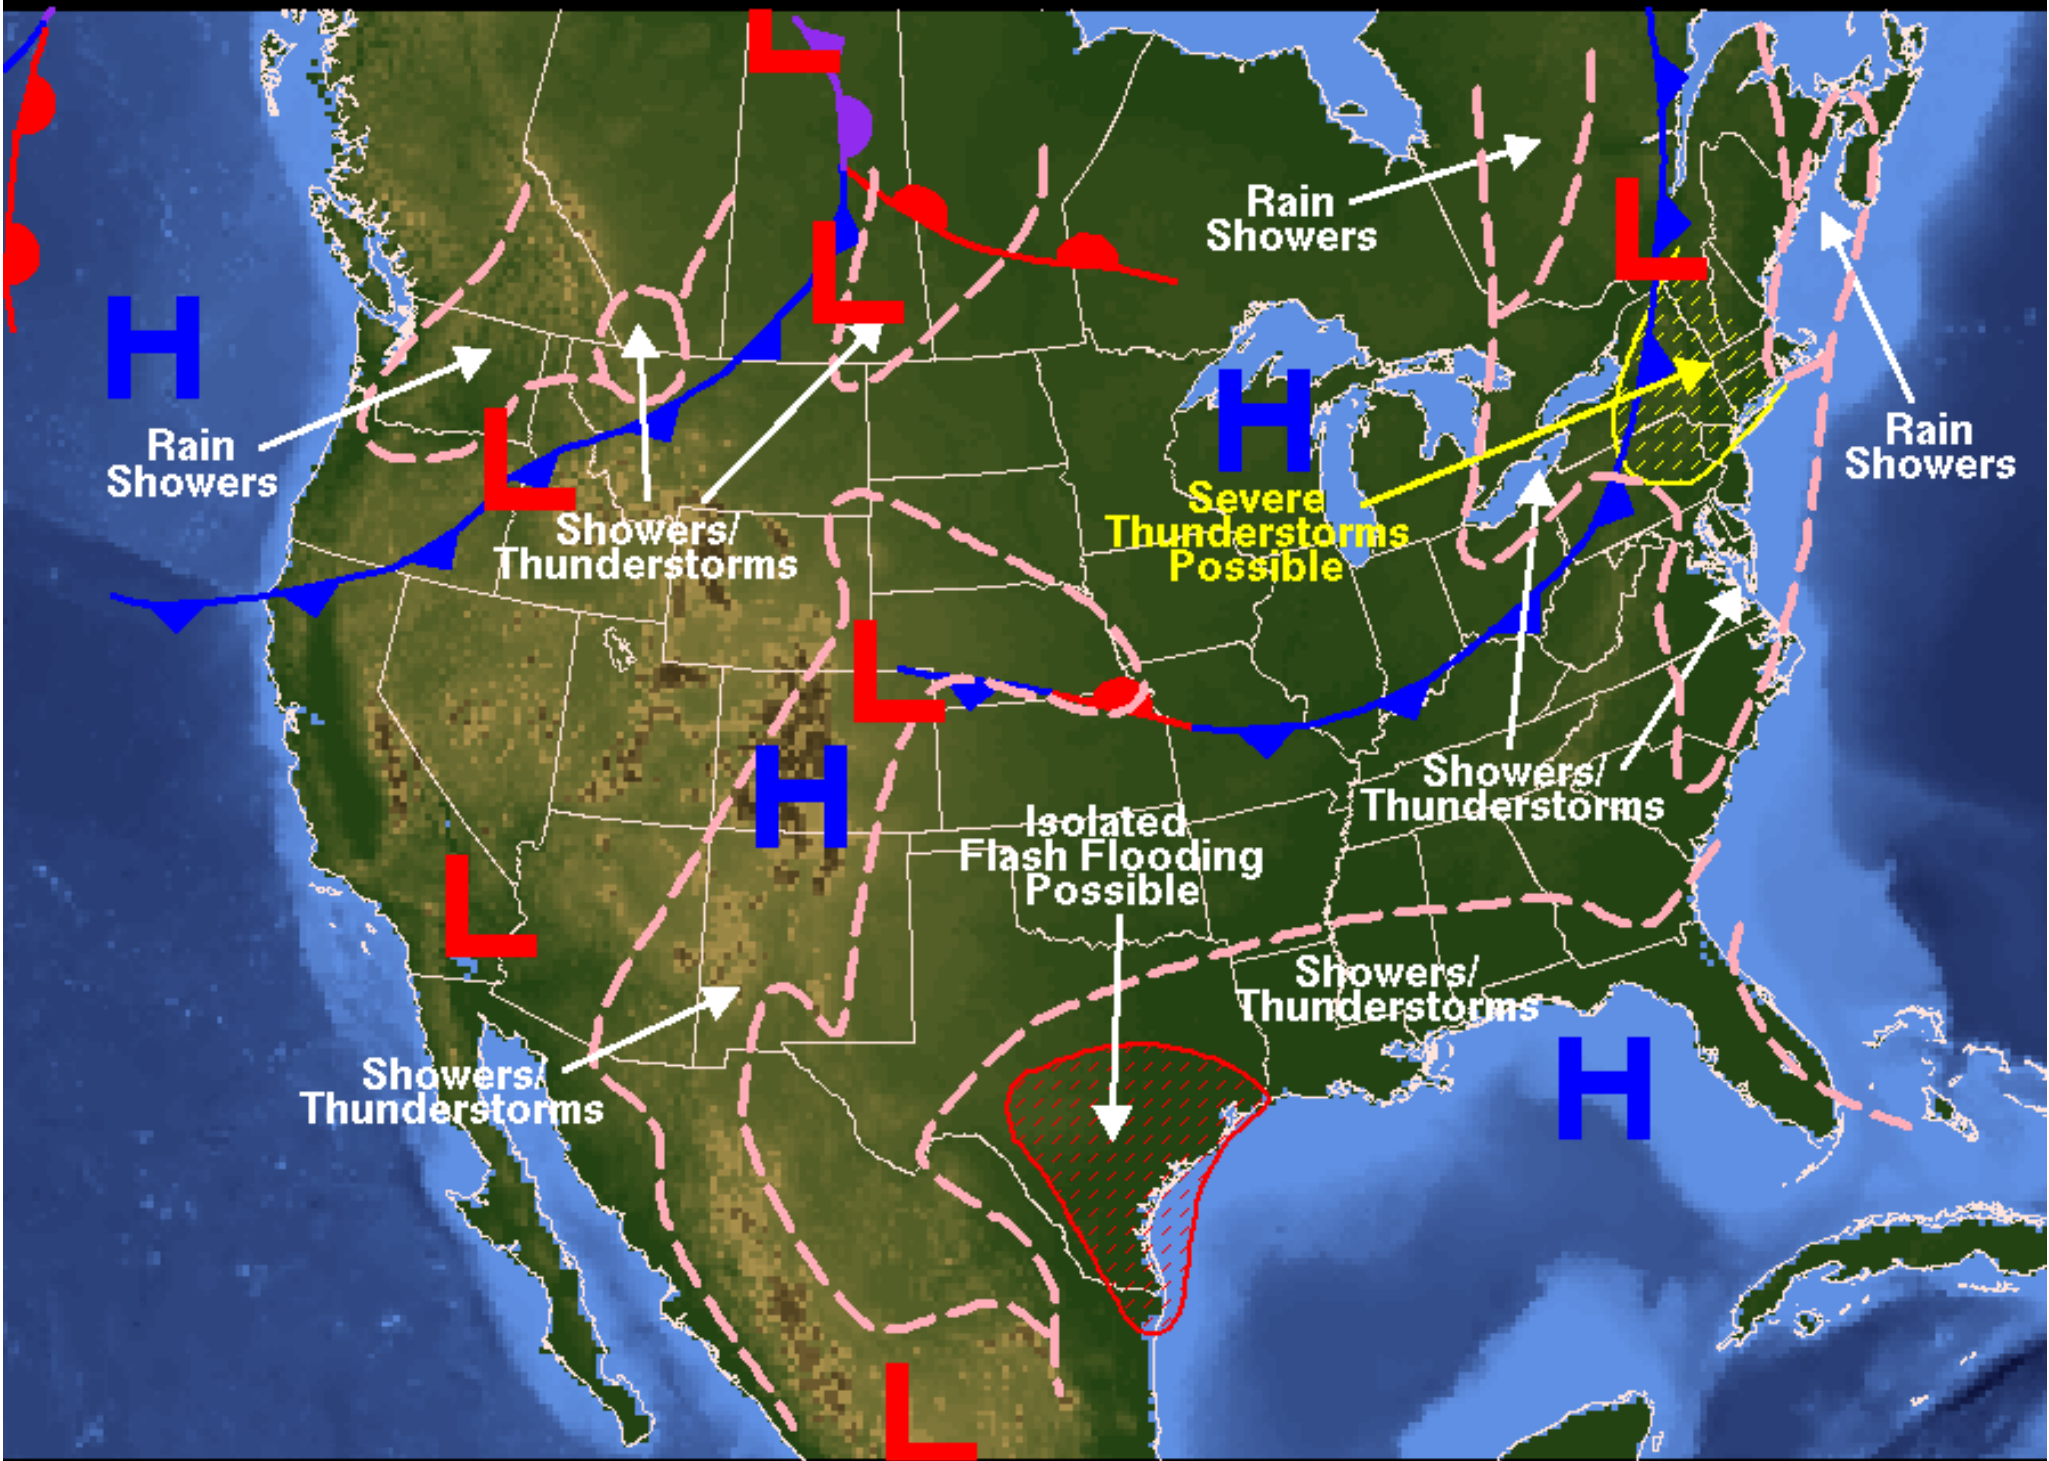 L
Rain
Showers
L
L
H
H
Rain
Showers
L
Rain
Showers
Severe
Thunderstorms
Possible
Showers/
Thunderstorms
L
H
Showers/
Thunderstorms
Isolated
Flash Flooding
Possible
L
Showers/
Thunderstorms
Showers/
Thunderstorms
H
L